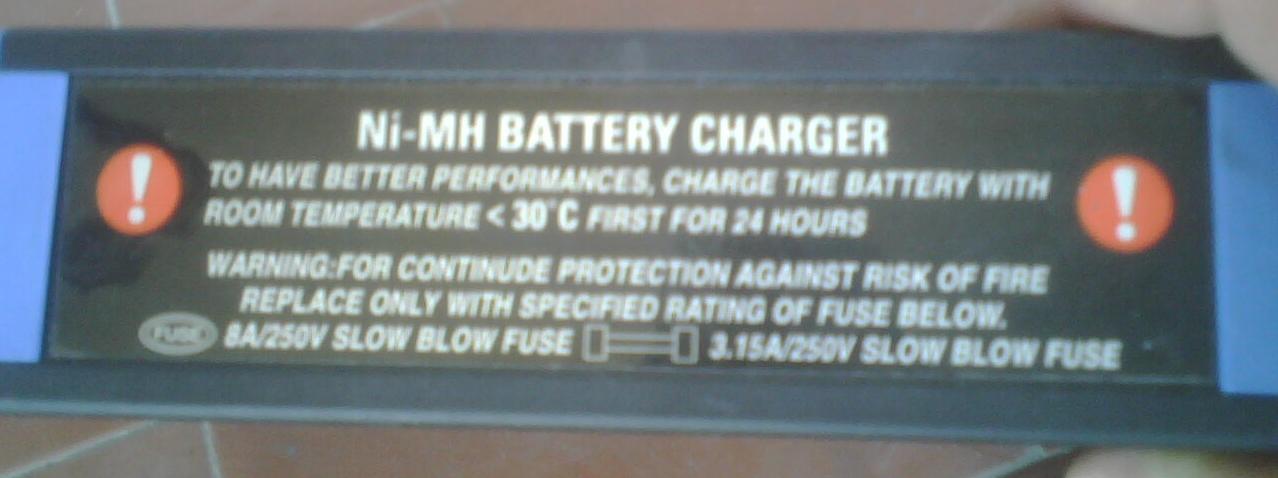 Ni-MH BATTERY CHARGER
TO HAVE BETTER PERFORMANCES, CHARGE THE BATTERY WITH
ROOM TEMPERATURE < 30°C FIRST FOR 24 HOURS
WARNING:FOR CONTINUDE PROTECTION AGAINST RISK OF FIRE
REPLACE ONLY WITH SPECIFIED RATING OF FUSE BELOW.
FUSE 8A/250V SLOW BLOW FUSE 3.15A/250V SLOW BLOW FUSE